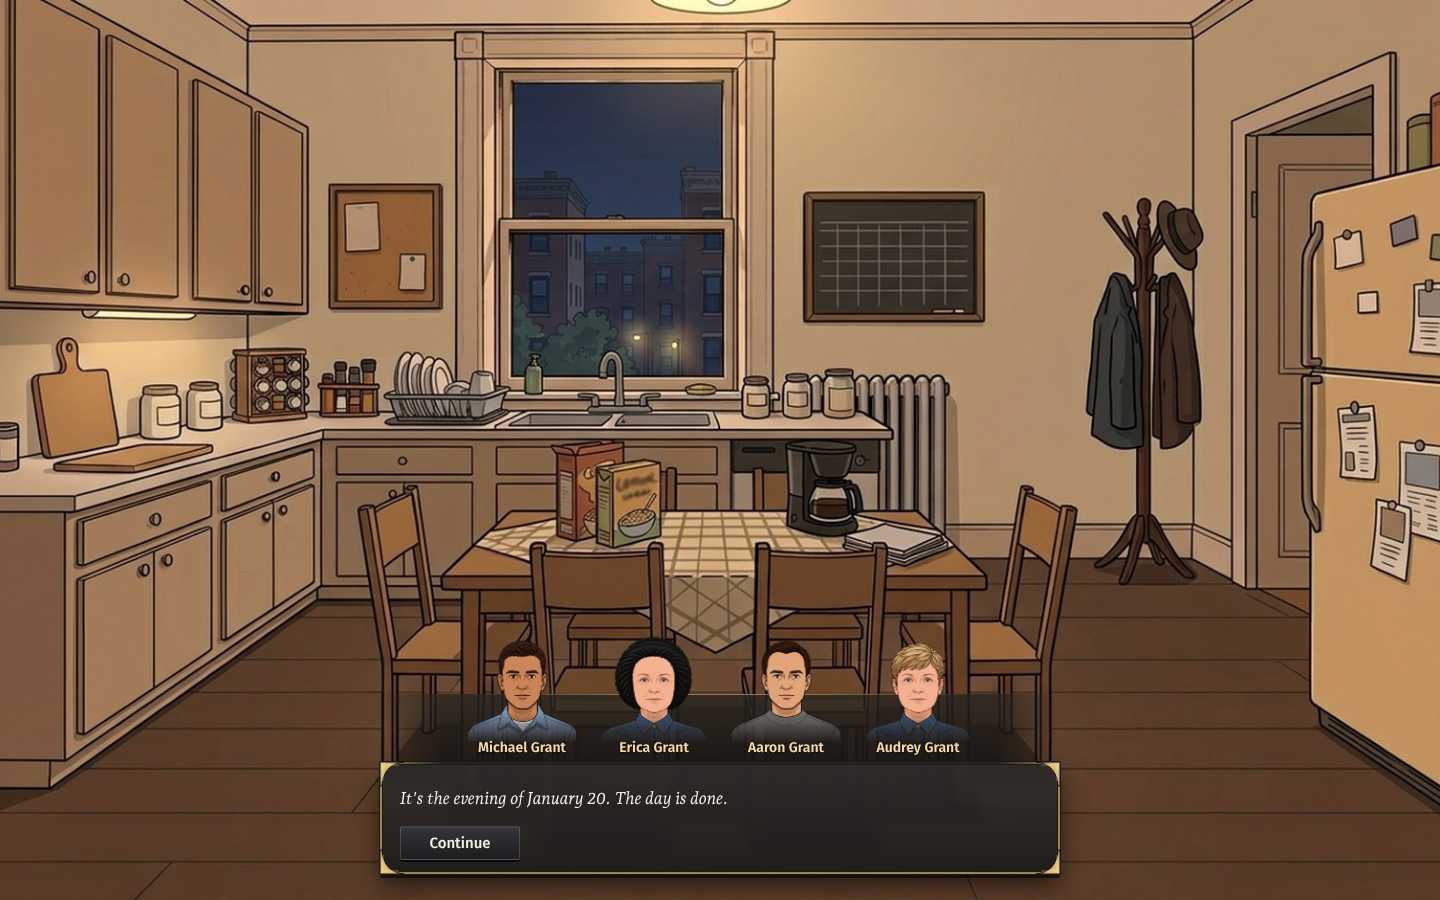 Michael Grant
Erica Grant
Aaron Grant
Audrey Grant
It's the evening of January 20. The day is done.
Continue